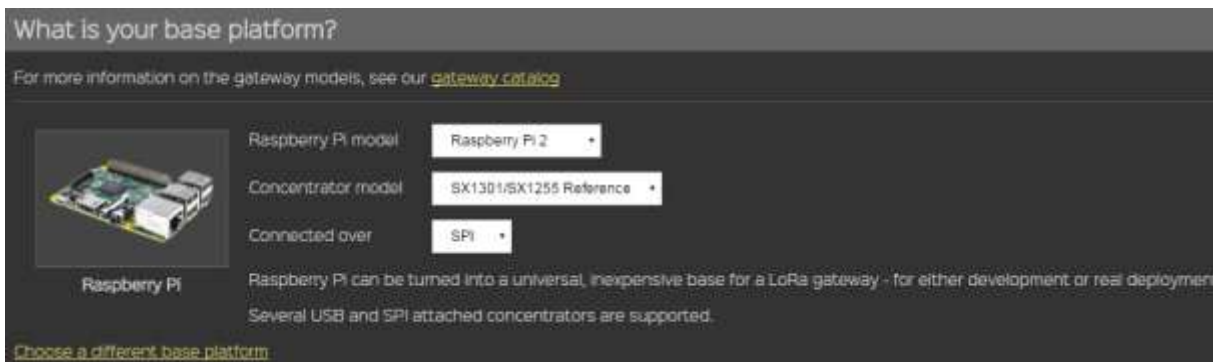 What is your base platform?
For more information on the gateway models, see our gateway catalog
Raspberry Pi model Raspberry Pi 2
Concentrator model SX1301/SX1255 Reference
Connected over SPI
Raspberry Pi
Raspberry Pi can be turned into a universal, inexpensive base for a LoRa gateway - for either development or real deploymen
Several USB and SPI attached concentrators are supported.
Choose a different base platform